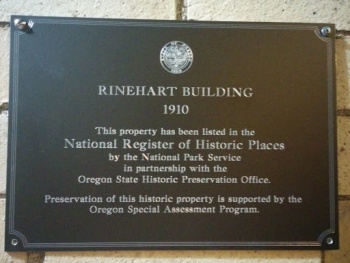 RINEHART BUILDING
1910
This property has been listed in the
National Register of Historic Places
by the National Park Service
in partnership with the
Oregon State Historic Preservation Office.
Preservation of this historic property is supported by the
Oregon Special Assessment Program.